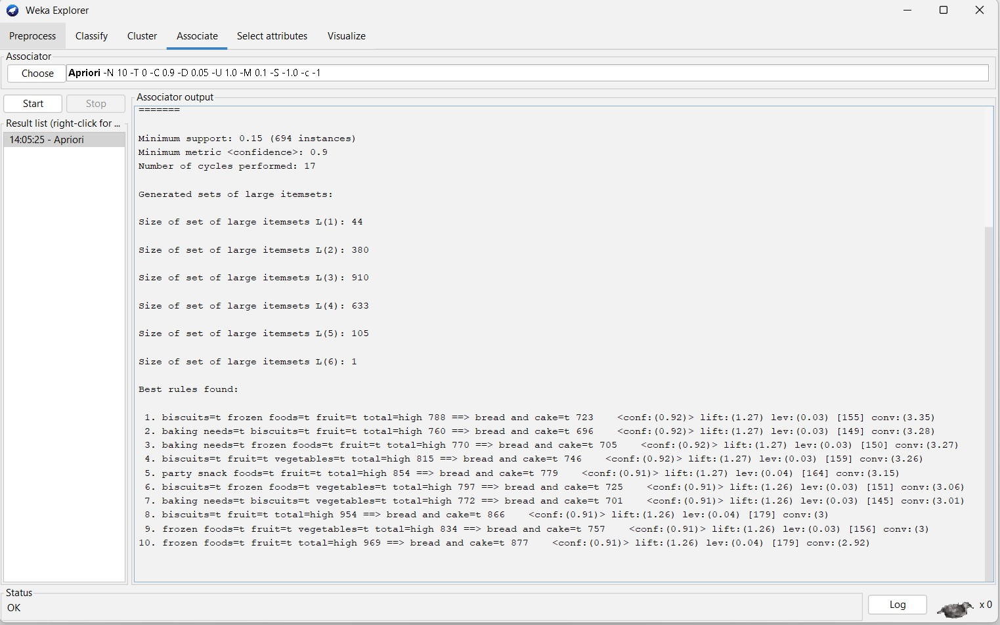 Weka Explorer
Preprocess Classify Cluster Associate Select attributes Visualize
Associator
Choose Apriori -N 10 -T 0 -C 0.9 -D 0.05 -U 1.0 -M 0.1 -S -1.0 -c -1
Start Stop
Result list (right-click for ...
14:05:25 - Apriori
Associator output
=======
Minimum support: 0.15 (694 instances)
Minimum metric <confidence>: 0.9
Number of cycles performed: 17
Generated sets of large itemsets:
Size of set of large itemsets L(1): 44
Size of set of large itemsets L(2): 380
Size of set of large itemsets L(3): 910
Size of set of large itemsets L(4): 633
Size of set of large itemsets L(5): 105
Size of set of large itemsets L(6): 1
Best rules found:
1. biscuits=t frozen foods=t fruit=t total=high 788 ==> bread and cake=t 723 <conf:(0.92)> lift:(1.27) lev:(0.03) [155] conv:(3.35)
2. baking needs=t biscuits=t fruit=t total=high 760 ==> bread and cake=t 696 <conf:(0.92)> lift:(1.27) lev:(0.03) [149] conv:(3.28)
3. baking needs=t frozen foods=t fruit=t total=high 770 ==> bread and cake=t 705 <conf:(0.92)> lift:(1.27) lev:(0.03) [150] conv:(3.27)
4. biscuits=t fruit=t vegetables=t total=high 815 ==> bread and cake=t 746 <conf:(0.92)> lift:(1.27) lev:(0.03) [159] conv:(3.26)
5. party snack foods=t fruit=t total=high 854 ==> bread and cake=t 779 <conf:(0.91)> lift:(1.27) lev:(0.04) [164] conv:(3.15)
6. biscuits=t frozen foods=t vegetables=t total=high 797 ==> bread and cake=t 725 <conf:(0.91)> lift:(1.26) lev:(0.03) [151] conv:(3.06)
7. baking needs=t biscuits=t vegetables=t total=high 772 ==> bread and cake=t 701 <conf:(0.91)> lift:(1.26) lev:(0.03) [145] conv:(3.01)
8. biscuits=t fruit=t total=high 954 ==> bread and cake=t 866 <conf:(0.91)> lift:(1.26) lev:(0.04) [179] conv:(3)
9. frozen foods=t fruit=t vegetables=t total=high 834 ==> bread and cake=t 757 <conf:(0.91)> lift:(1.26) lev:(0.03) [156] conv:(3)
10. frozen foods=t fruit=t total=high 969 ==> bread and cake=t 877 <conf:(0.91)> lift:(1.26) lev:(0.04) [179] conv:(2.92)
Status
OK
Log
x 0